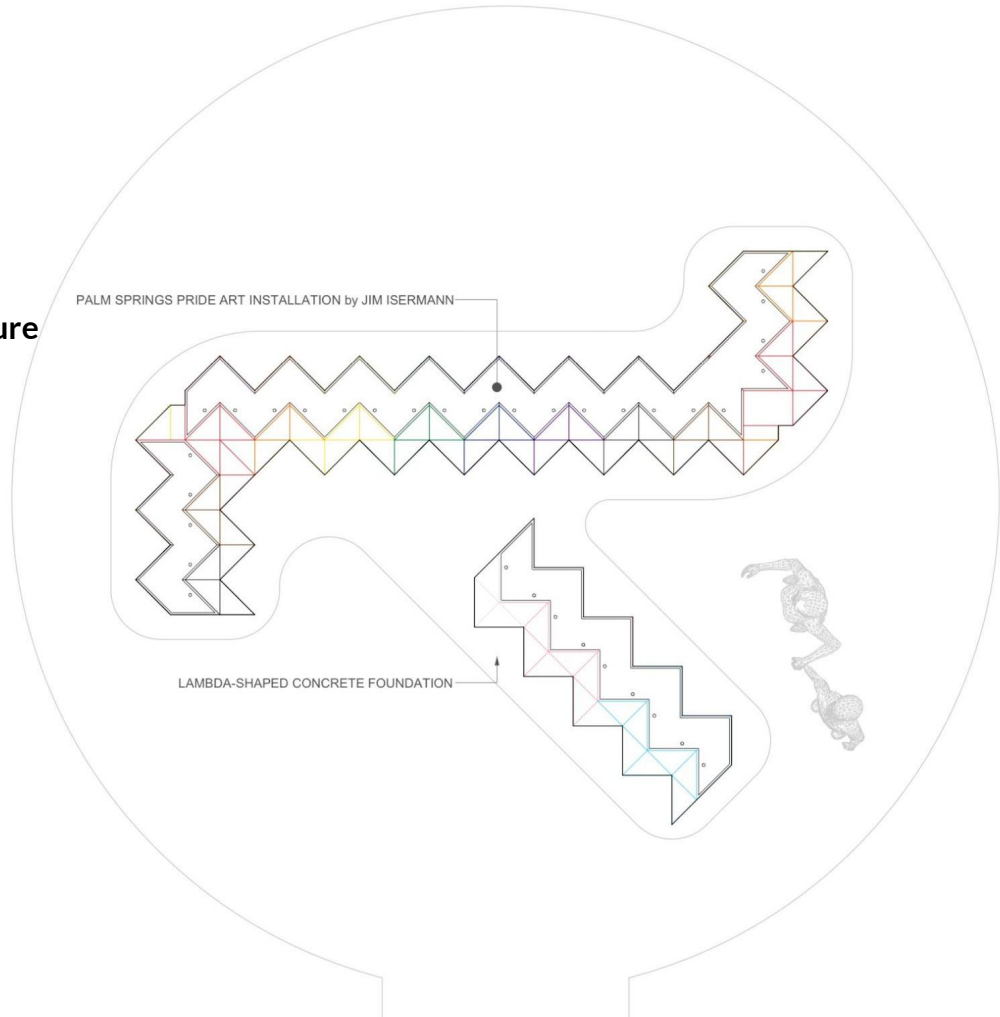 PALM SPRINGS PRIDE ART INSTALLATION by JIM ISERMANN
ure
LAMBDA-SHAPED CONCRETE FOUNDATION